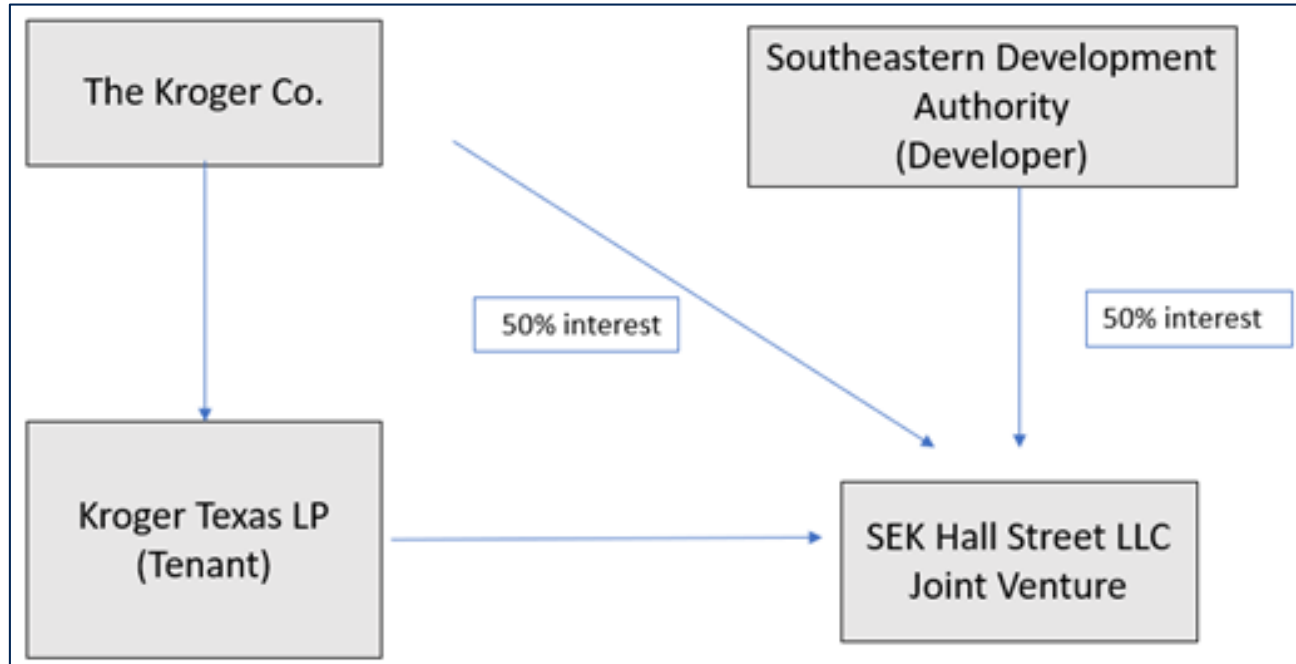 The Kroger Co.
Southeastern Development
Authority
(Developer)
50% interest
50% interest
Kroger Texas LP
(Tenant)
SEK Hall Street LLC
Joint Venture